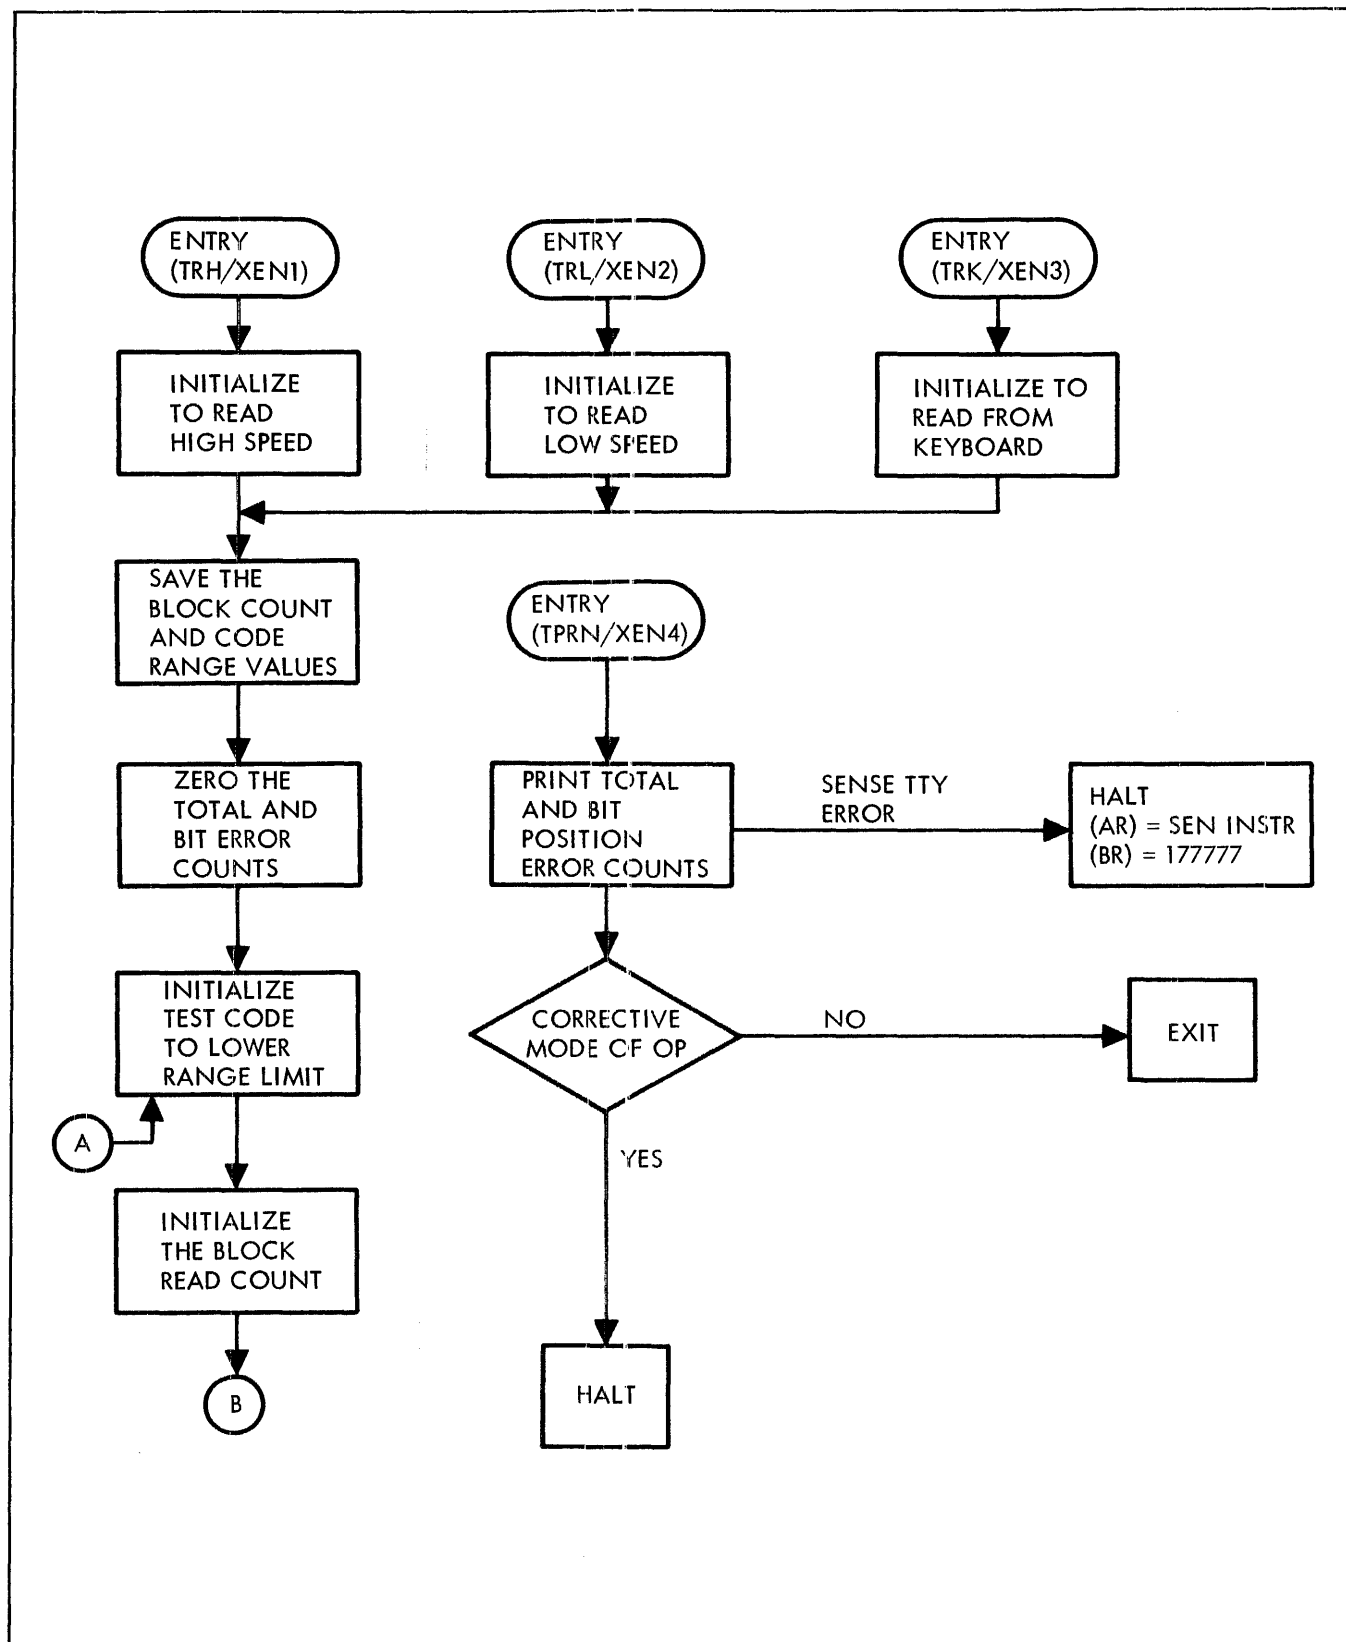 ENTRY
(TRH/XEN1)
ENTRY
(TRL/XEN2)
ENTRY
(TRK/XEN3)
INITIALIZE
TO READ
HIGH SPEED
INITIALIZE
TO READ
LOW SPEED
INITIALIZE TO
READ FROM
KEYBOARD
SAVE THE
BLOCK COUNT
AND CODE
RANGE VALUES
ENTRY
(TPRN/XEN4)
ZERO THE
TOTAL AND
BIT ERROR
COUNTS
PRINT TOTAL
AND BIT
POSITION
ERROR COUNTS
SENSE TTY
ERROR
HALT
(AR) = SEN INSTR
(BR) = 177777
INITIALIZE
TEST CODE
TO LOWER
RANGE LIMIT
CORRECTIVE
MODE OF OP
NO
EXIT
A
YES
INITIALIZE
THE BLOCK
READ COUNT
B
HALT